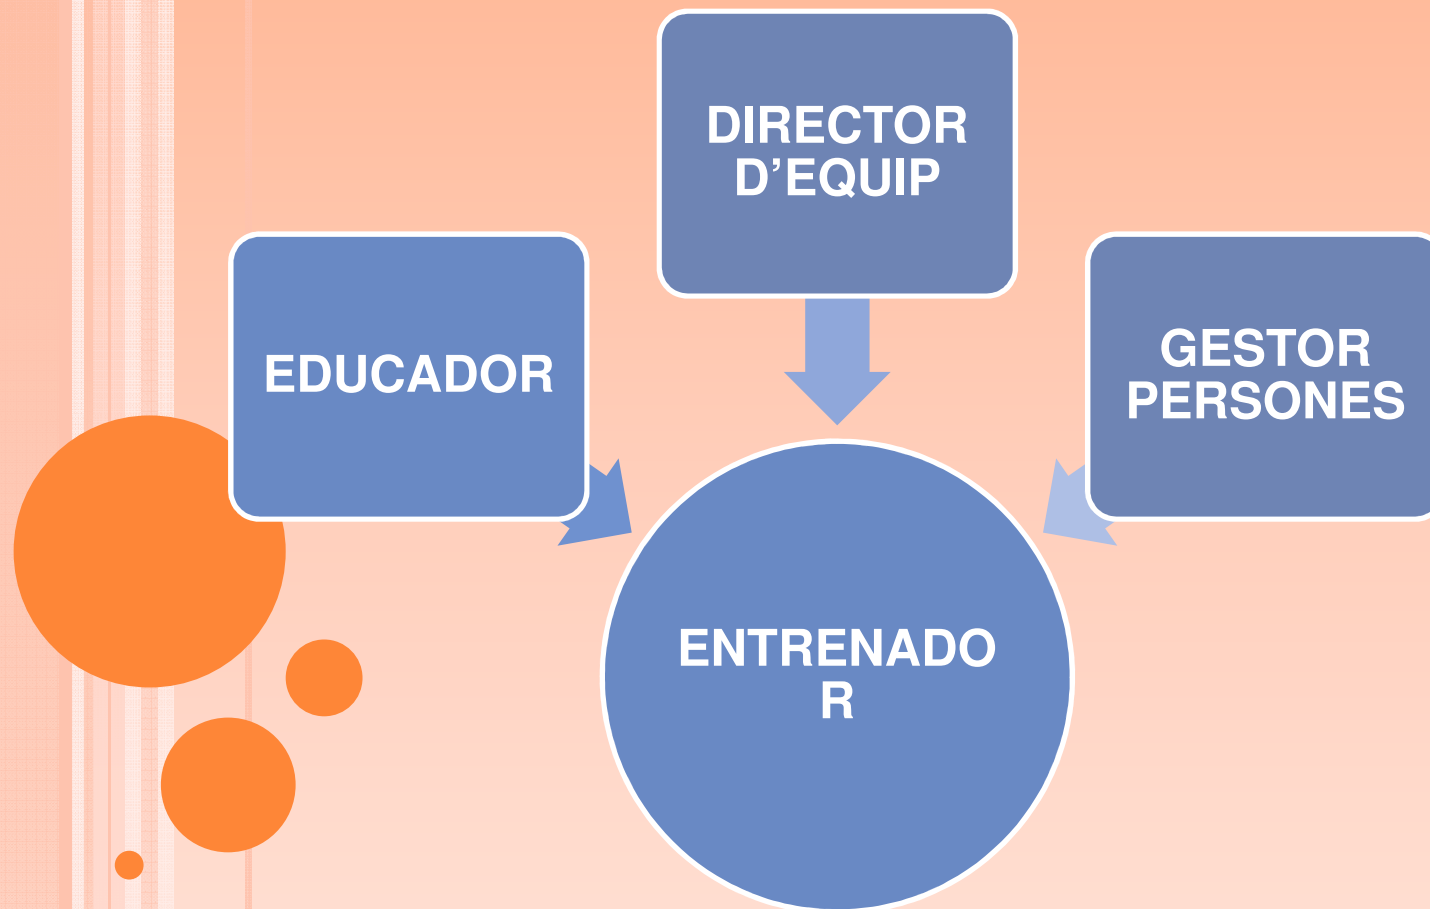 DIRECTOR
D’EQUIP
EDUCADOR
GESTOR
PERSONES
ENTRENADO
R